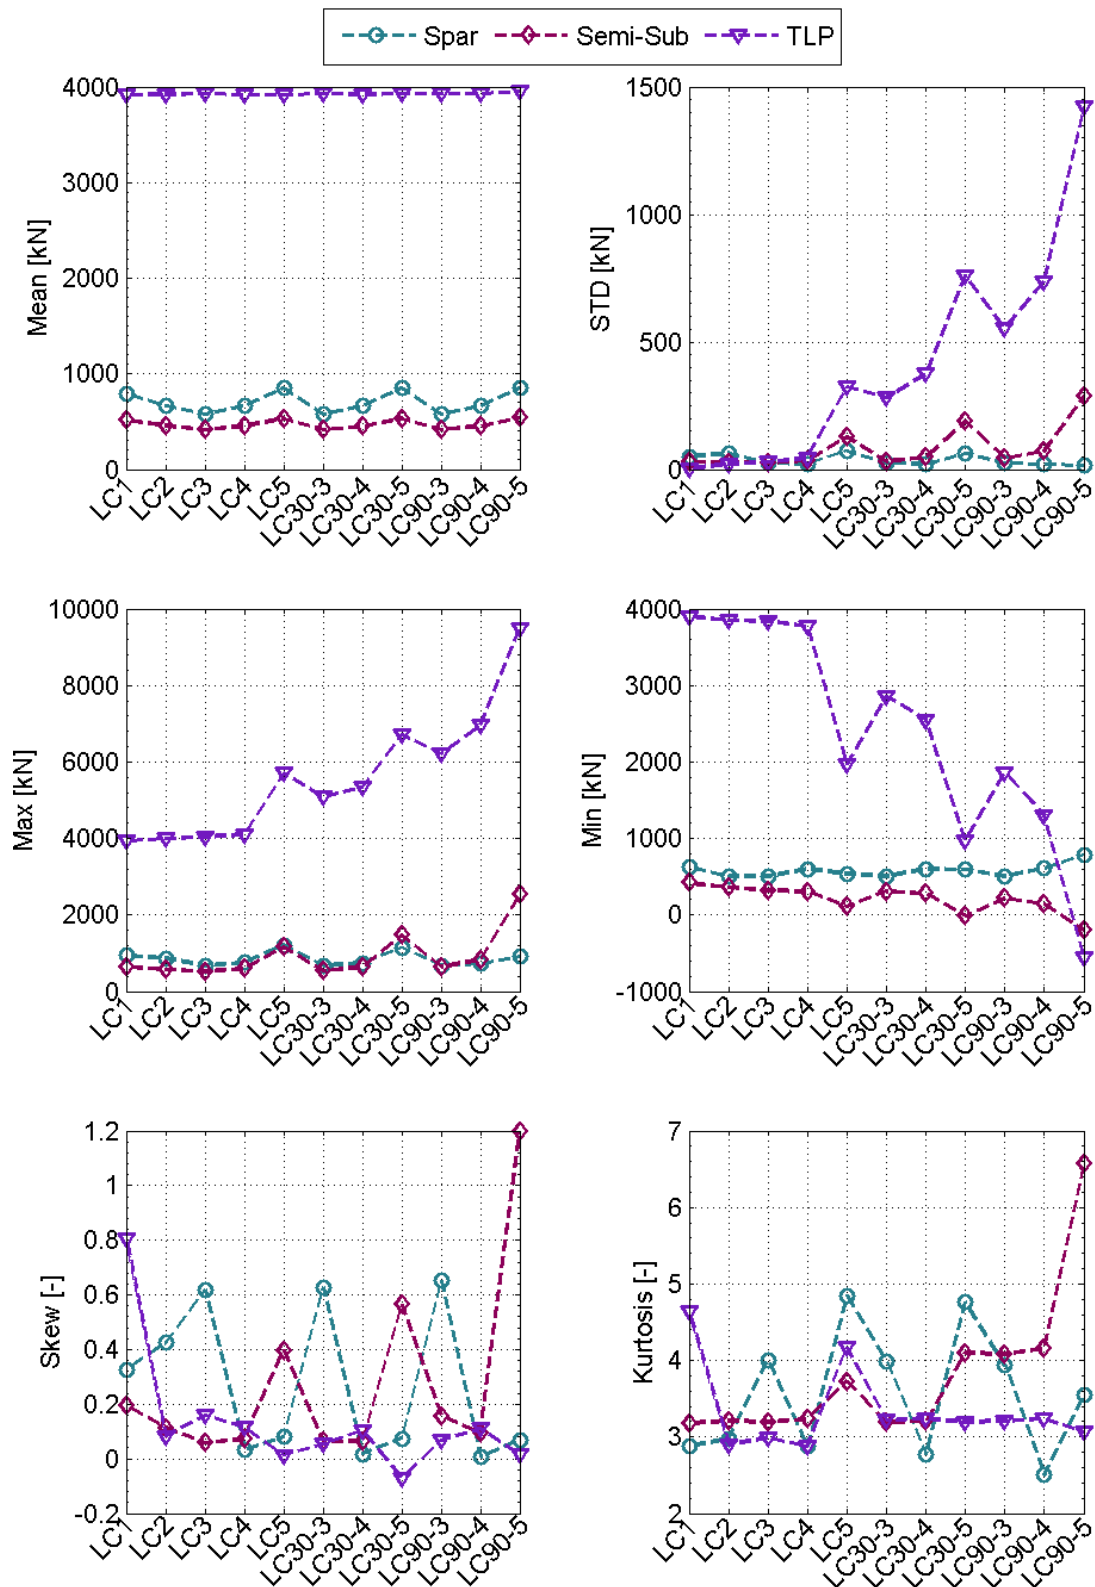 Spar Semi-Sub TLP
4000
3000
2000
1000
0
Mean [kN]
LC1 LC2 LC3 LC4 LC5 LC30-3 LC30-4 LC30-5 LC90-3 LC90-4 LC90-5
1500
1000
500
0
STD [kN]
LC1 LC2 LC3 LC4 LC5 LC30-3 LC30-4 LC30-5 LC90-3 LC90-4 LC90-5
10000
8000
6000
4000
2000
0
Max [kN]
LC1 LC2 LC3 LC4 LC5 LC30-3 LC30-4 LC30-5 LC90-3 LC90-4 LC90-5
4000
3000
2000
1000
0
-1000
Min [kN]
LC1 LC2 LC3 LC4 LC5 LC30-3 LC30-4 LC30-5 LC90-3 LC90-4 LC90-5
1.2
1
0.8
0.6
0.4
0.2
0
-0.2
Skew [-]
LC1 LC2 LC3 LC4 LC5 LC30-3 LC30-4 LC30-5 LC90-3 LC90-4 LC90-5
7
6
5
4
3
2
Kurtosis [-]
LC1 LC2 LC3 LC4 LC5 LC30-3 LC30-4 LC30-5 LC90-3 LC90-4 LC90-5